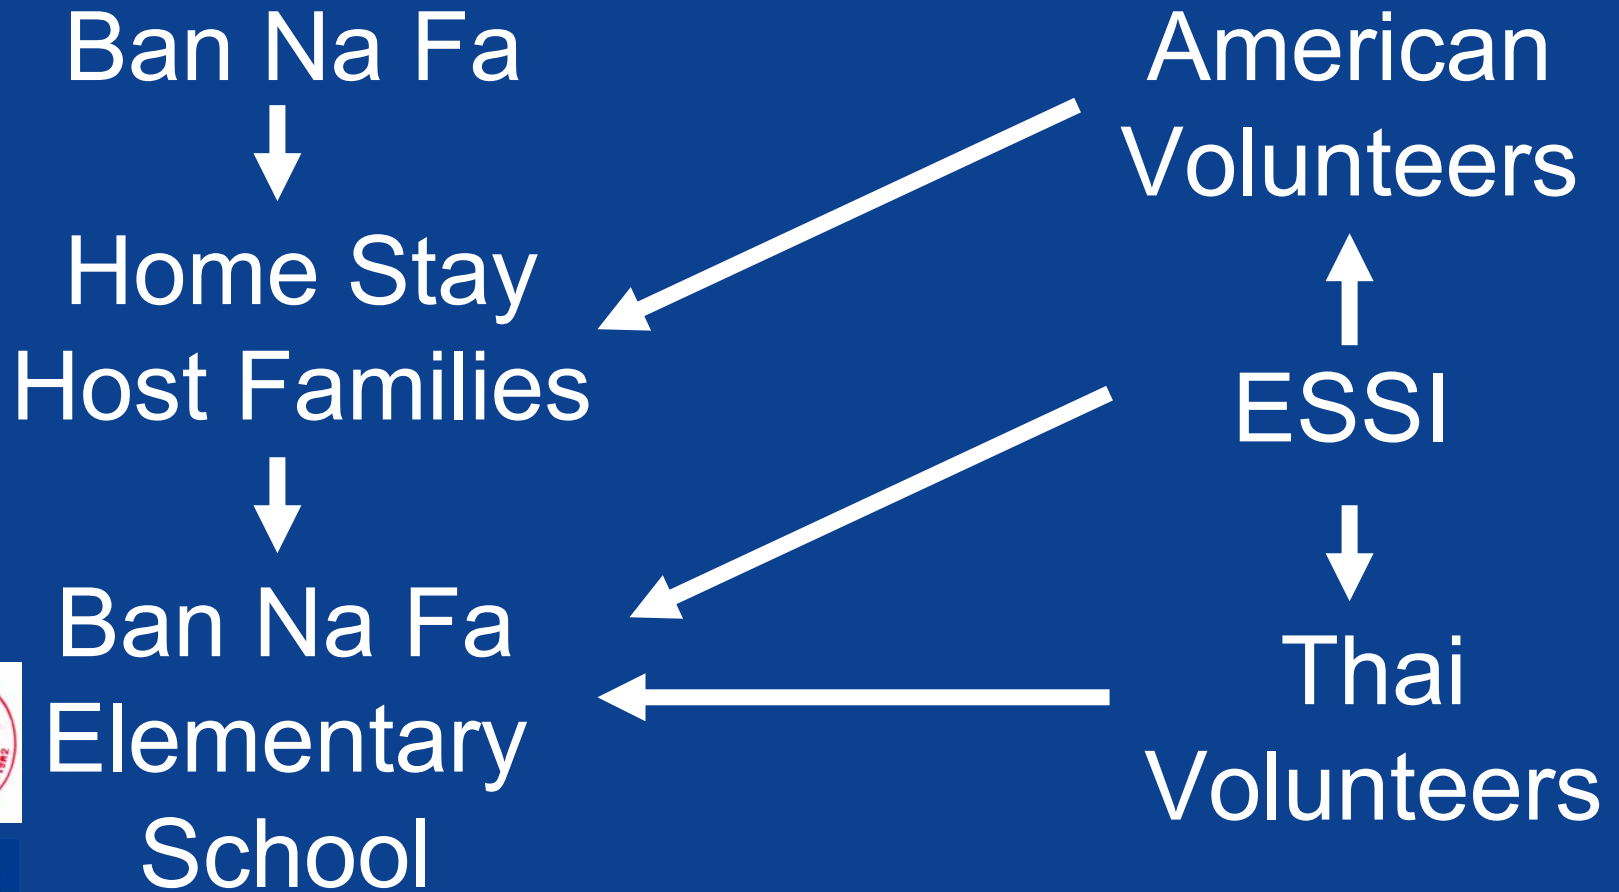 Ban Na Fa
Home Stay
Host Families
Ban Na Fa
Elementary
School
American
Volunteers
ESSI
Thai
Volunteers